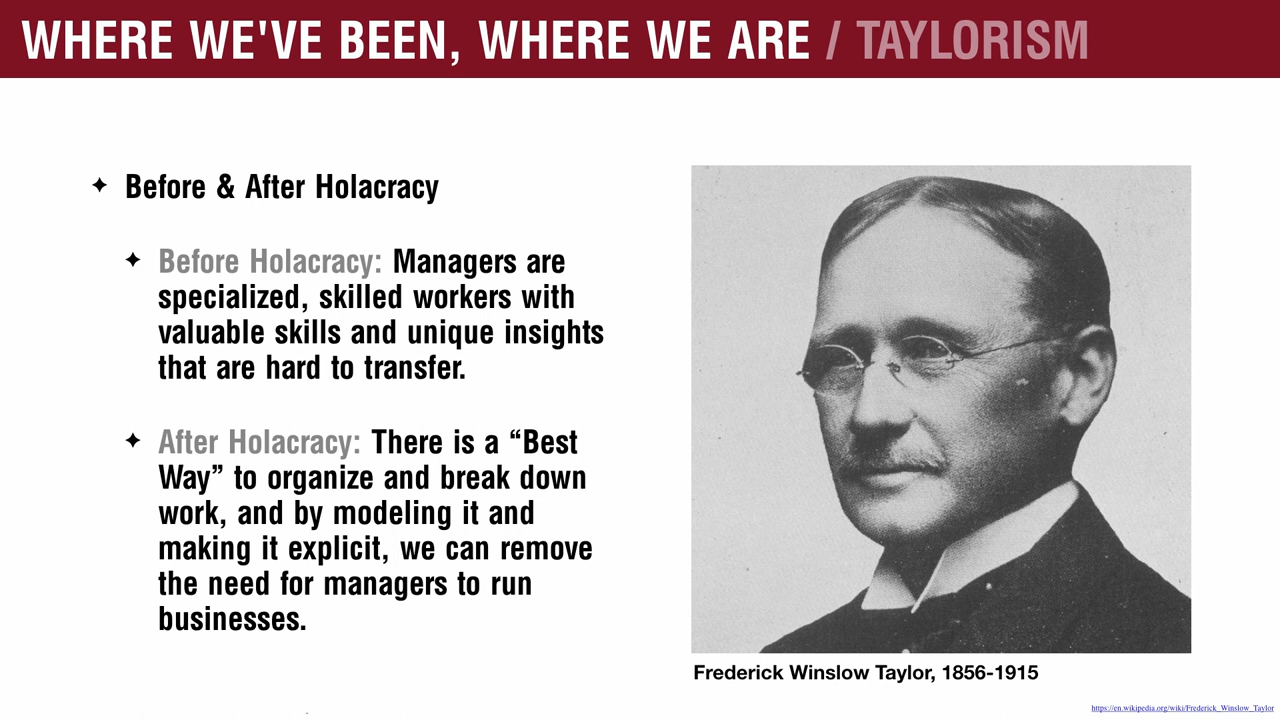 WHERE WE'VE BEEN, WHERE WE ARE / TAYLORISM
Before & After Holacracy
Before Holacracy: Managers are
specialized, skilled workers with
valuable skills and unique insights
that are hard to transfer.
After Holacracy: There is a “Best
Way” to organize and break down
work, and by modeling it and
making it explicit, we can remove
the need for managers to run
businesses.
Frederick Winslow Taylor, 1856-1915
https://en.wikipedia.org/wiki/Frederick_Winslow_Taylor